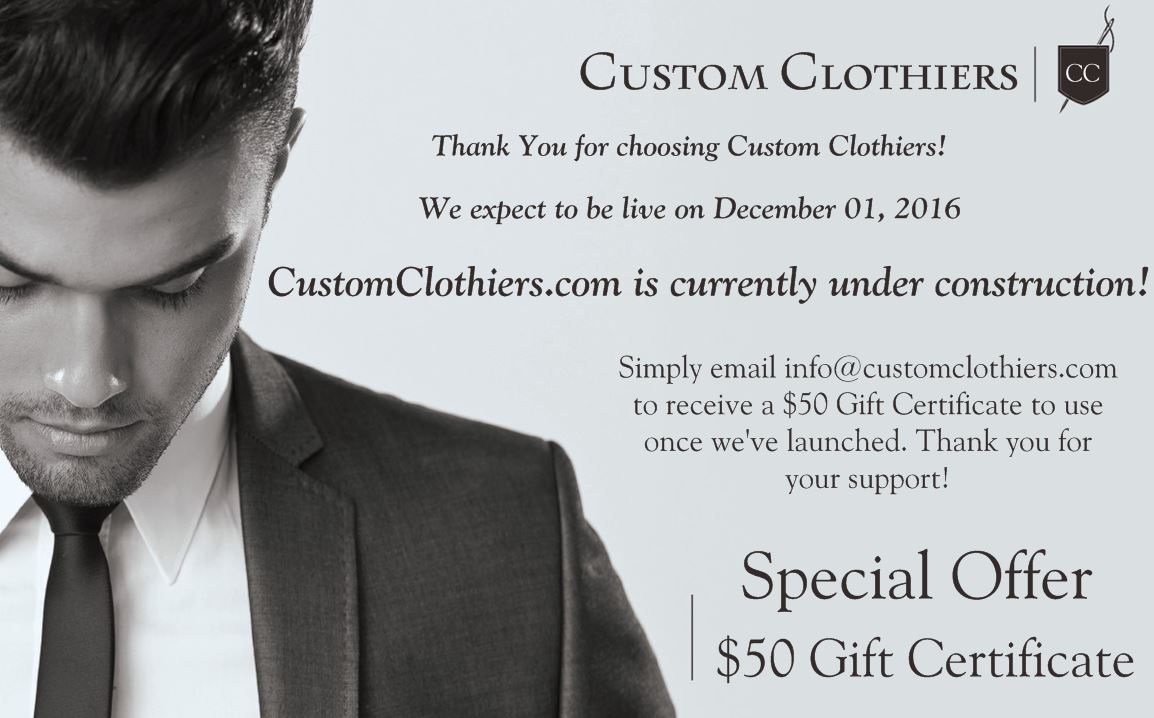 CUSTOM CLOTHIERS
CC
Thank You for choosing Custom Clothiers!
We expect to be live on December 01, 2016
CustomClothiers.com is currently under construction!
Simply email info@customclothiers.com
to receive a $50 Gift Certificate to use
once we've launched. Thank you for
your support!
Special Offer
$50 Gift Certificate